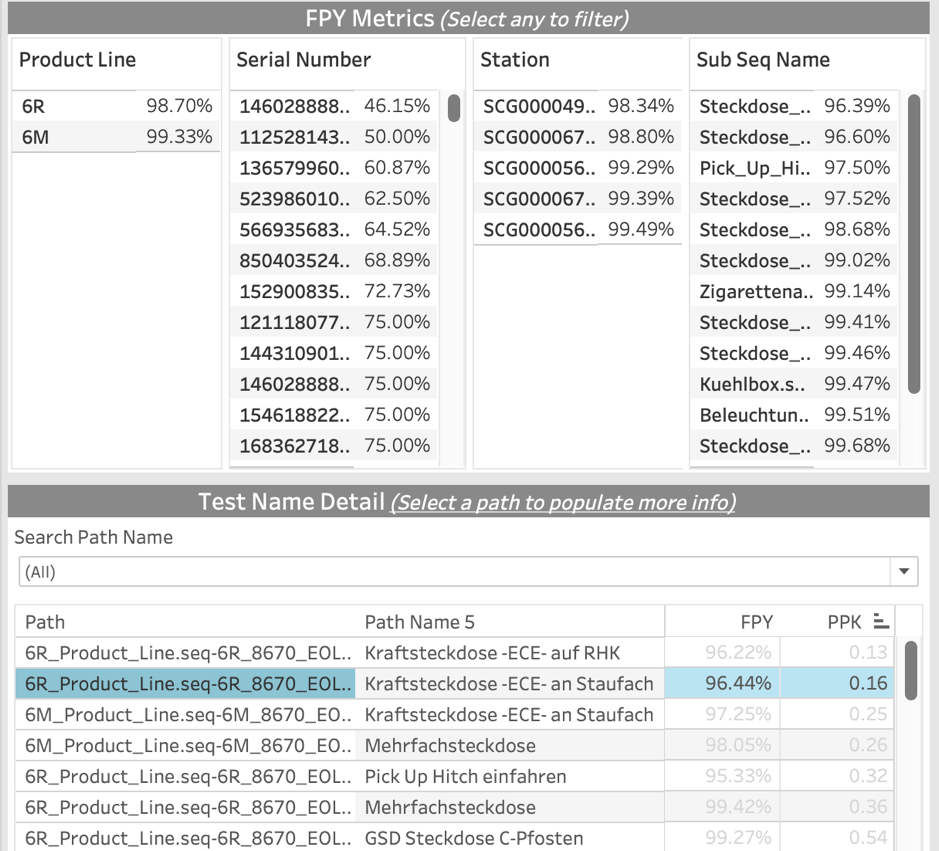 FPY Metrics (Select any to filter)
Product Line
6R 98.70%
6M 99.33%
Serial Number
146028888.. 46.15%
112528143.. 50.00%
136579960.. 60.87%
523986010.. 62.50%
566935683.. 64.52%
850403524.. 68.89%
152900835.. 72.73%
121118077.. 75.00%
144310901.. 75.00%
146028888.. 75.00%
154618822.. 75.00%
168362718.. 75.00%
Station
SCG000049.. 98.34%
SCG000067.. 98.80%
SCG000056.. 99.29%
SCG000067.. 99.39%
SCG000056.. 99.49%
Sub Seq Name
Steckdose_.. 96.39%
Steckdose_.. 96.60%
Pick_Up_Hi.. 97.50%
Steckdose_.. 97.52%
Steckdose_.. 98.68%
Steckdose_.. 99.02%
Zigarettena.. 99.14%
Steckdose_.. 99.41%
Steckdose_.. 99.46%
Kuehlbox.s.. 99.47%
Beleuchtun.. 99.51%
Steckdose_.. 99.68%
Test Name Detail (Select a path to populate more info)
Search Path Name
(All)
Path Path Name 5 FPY PPK
6R_Product_Line.seq-6R_8670_EOL.. Kraftsteckdose -ECE- auf RHK 96.22% 0.13
6R_Product_Line.seq-6R_8670_EOL.. Kraftsteckdose -ECE- an Staufach 96.44% 0.16
6M_Product_Line.seq-6M_8670_EO.. Kraftsteckdose -ECE- an Staufach 97.25% 0.25
6M_Product_Line.seq-6M_8670_EO.. Mehrfachsteckdose 98.05% 0.26
6R_Product_Line.seq-6R_8670_EOL.. Pick Up Hitch einfahren 95.33% 0.32
6R_Product_Line.seq-6R_8670_EOL.. Mehrfachsteckdose 99.42% 0.36
6R_Product_Line.seq-6R_8670_EOL.. GSD Steckdose C-Pfosten 99.27% 0.54